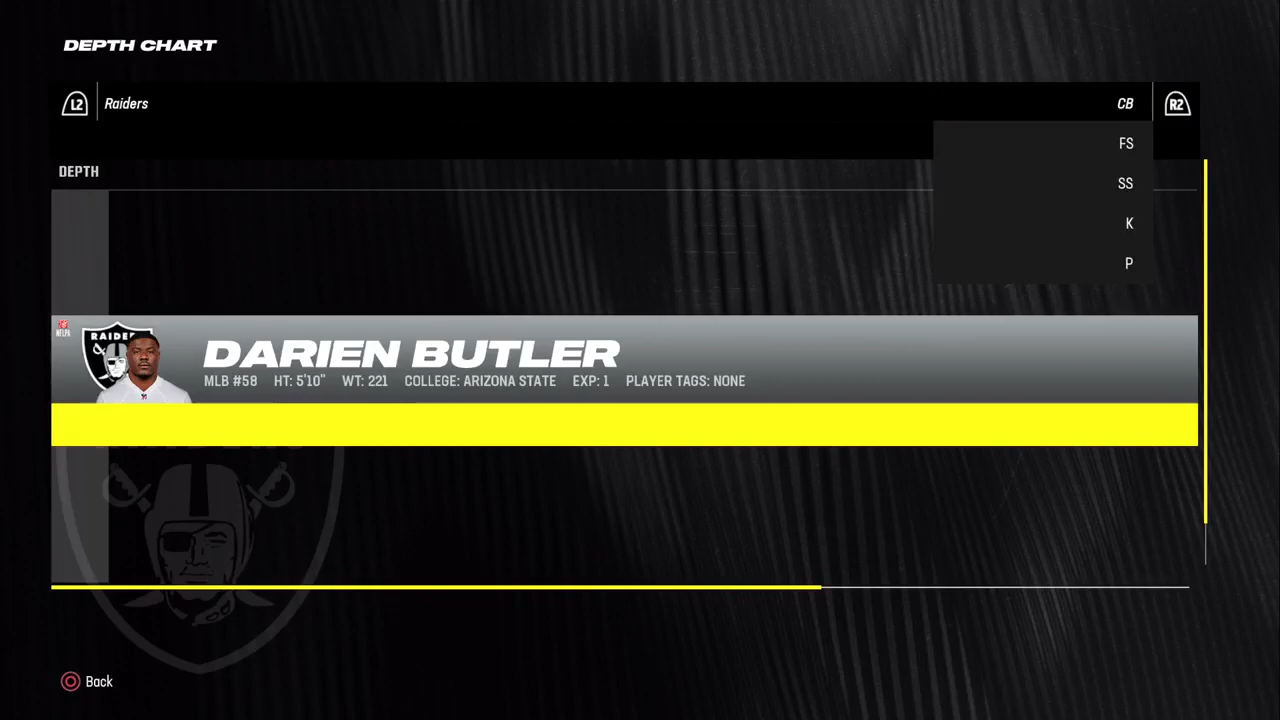 DEPTH CHART
L2
Raiders
CB
R2
FS
SS
K
P
DEPTH
NFLPA
RAIDERS
DARIEN BUTLER
MLB #58 HT: 5'10" WT: 221 COLLEGE: ARIZONA STATE EXP: 1 PLAYER TAGS: NONE
Back